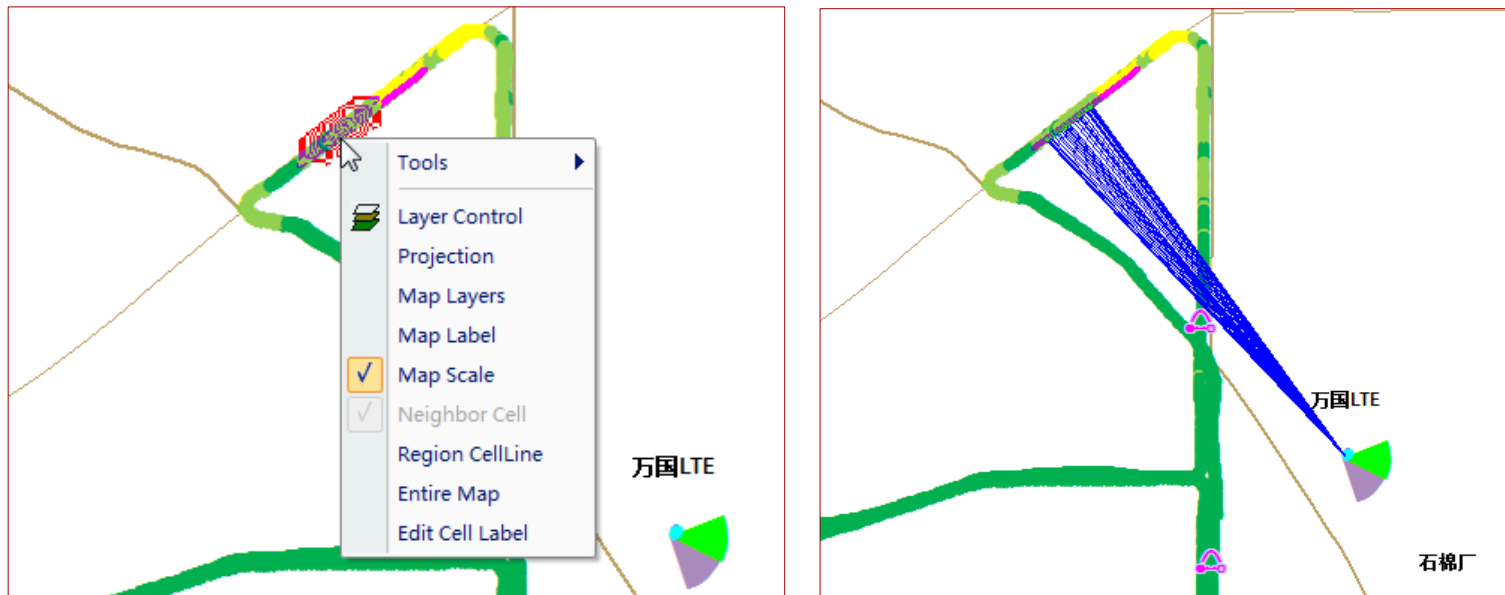 Tools
Layer Control
Projection
Map Layers
Map Label
Map Scale
Neighbor Cell
Region CellLine
Entire Map
Edit Cell Label
万国LTE
万国LTE
石棉厂